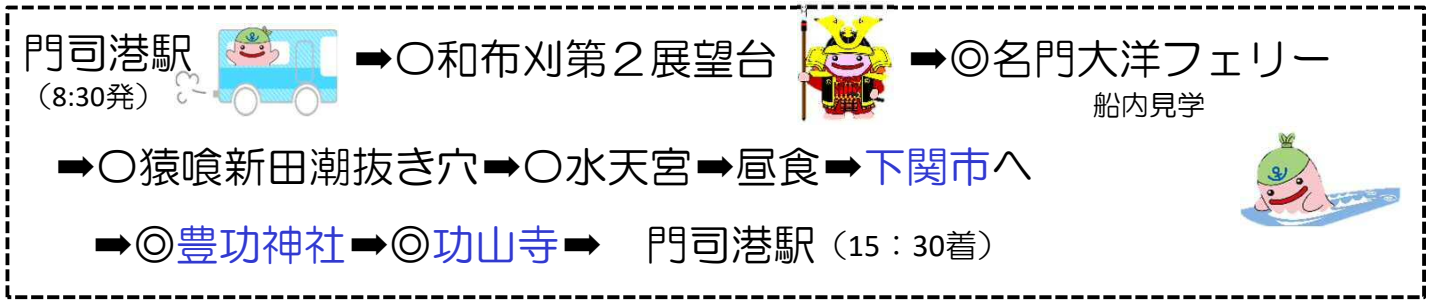 門司港駅 ➡〇和布刈第２展望台 ➡◎名門大洋フェリー
（8:30発） 船内見学
➡〇猿喰新田潮抜き穴➡〇水天宮➡昼食➡下関市へ
➡◎豊功神社➡◎功山寺➡ 門司港駅（15：30着）